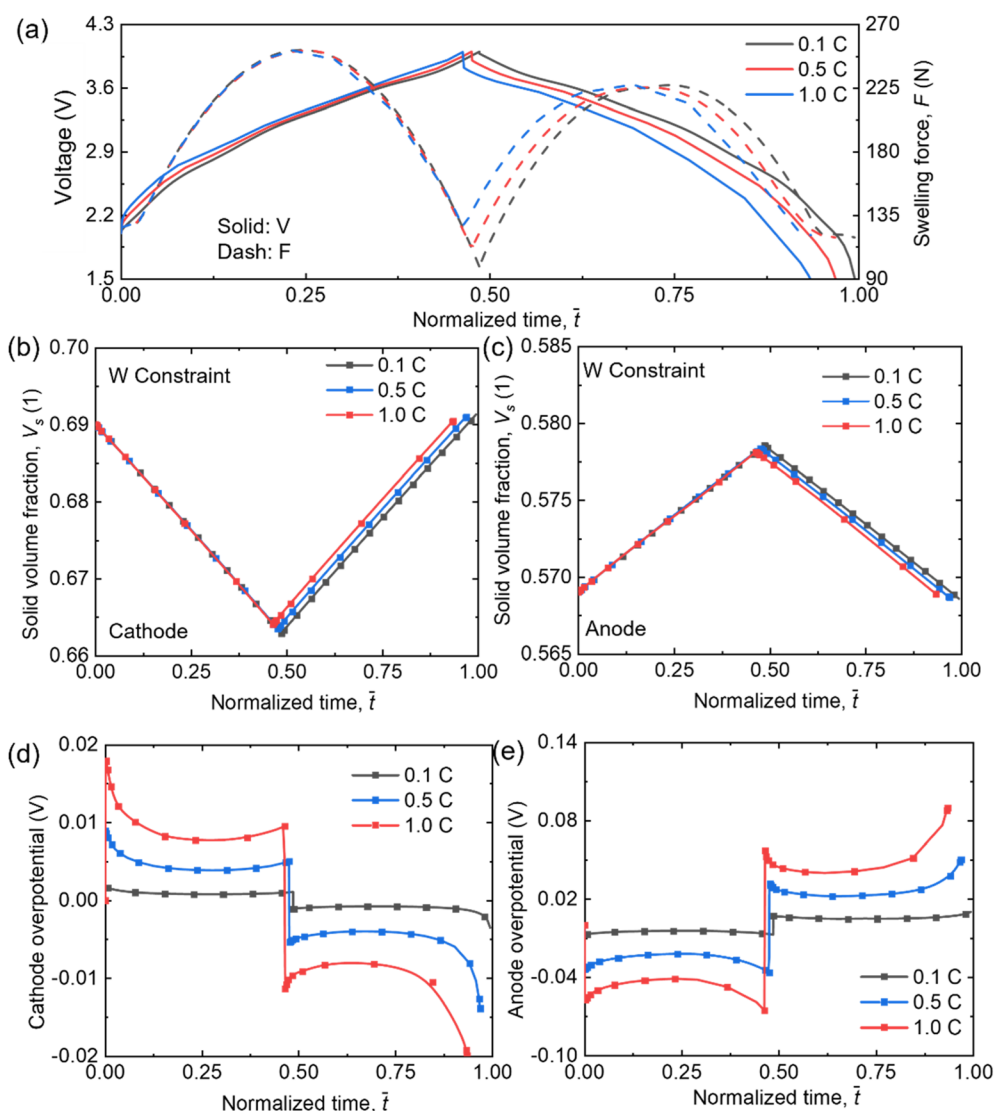 (a)
4.3
3.6
2.9
2.2
1.5
Voltage (V)
270
225
180
135
90
Swelling force, F (N)
0.1 C
0.5 C
1.0 C
Solid: V
Dash: F
0.00
0.25
0.50
0.75
1.00
Normalized time, t̄
(b)
0.70
0.69
0.68
0.67
0.66
Solid volume fraction, Vₛ (1)
W Constraint
0.1 C
0.5 C
1.0 C
Cathode
0.00
0.25
0.50
0.75
1.00
Normalized time, t̄
(c)
0.585
0.580
0.575
0.570
0.565
Solid volume fraction, Vₛ (1)
W Constraint
0.1 C
0.5 C
1.0 C
Anode
0.00
0.25
0.50
0.75
1.00
Normalized time, t̄
(d)
0.02
0.01
0.00
-0.01
-0.02
Cathode overpotential (V)
0.1 C
0.5 C
1.0 C
0.00
0.25
0.50
0.75
1.00
Normalized time, t̄
(e)
0.14
0.08
0.02
-0.04
-0.10
Anode overpotential (V)
0.1 C
0.5 C
1.0 C
0.00
0.25
0.50
0.75
1.00
Normalized time, t̄